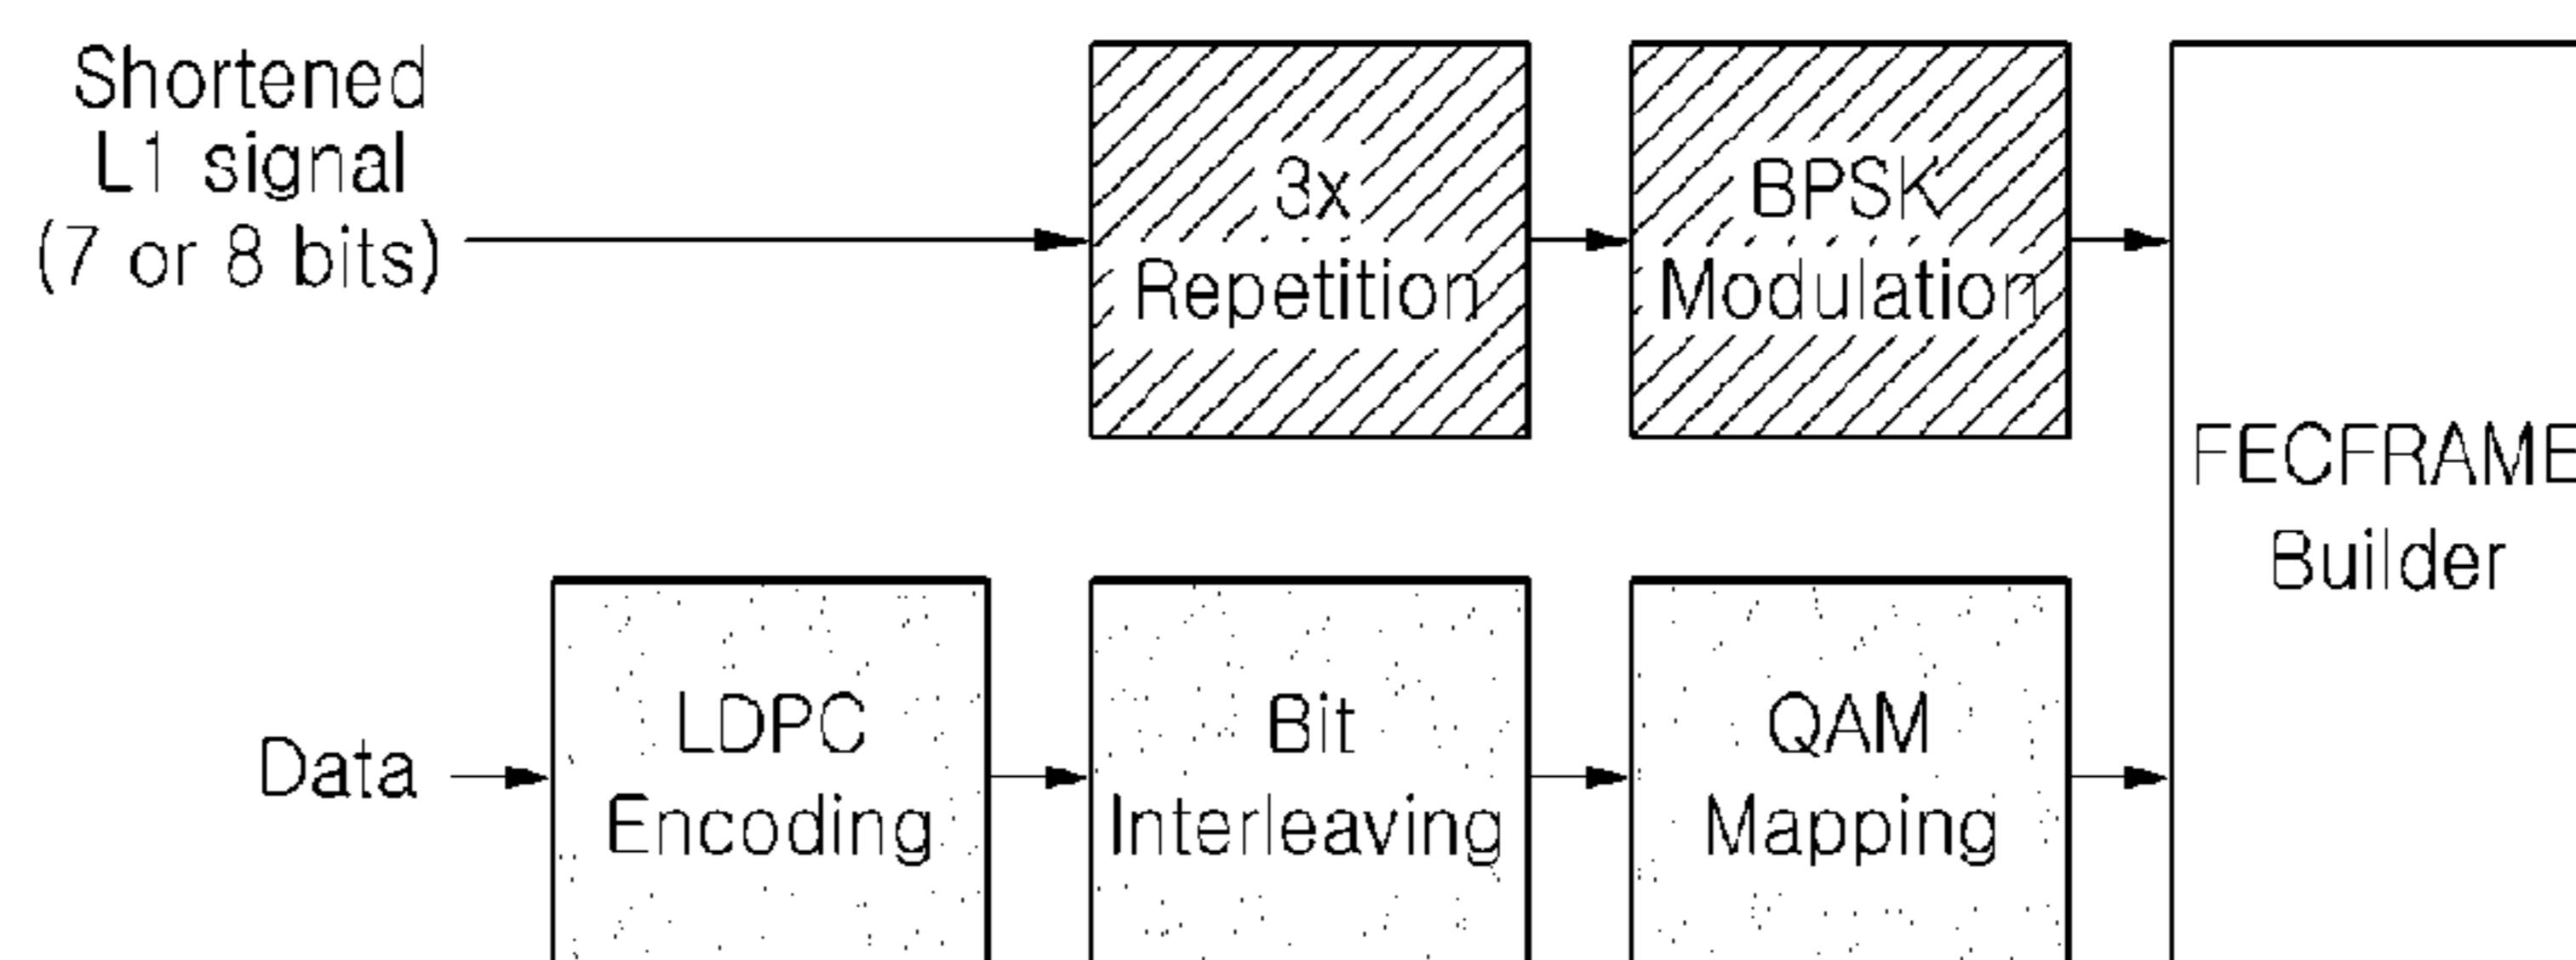 Shortened
L1 signal
(7 or 8 bits)
3x
Repetition
BPSK
Modulation
FECFRAME
Builder
Data
LDPC
Encoding
Bit
Interleaving
QAM
Mapping